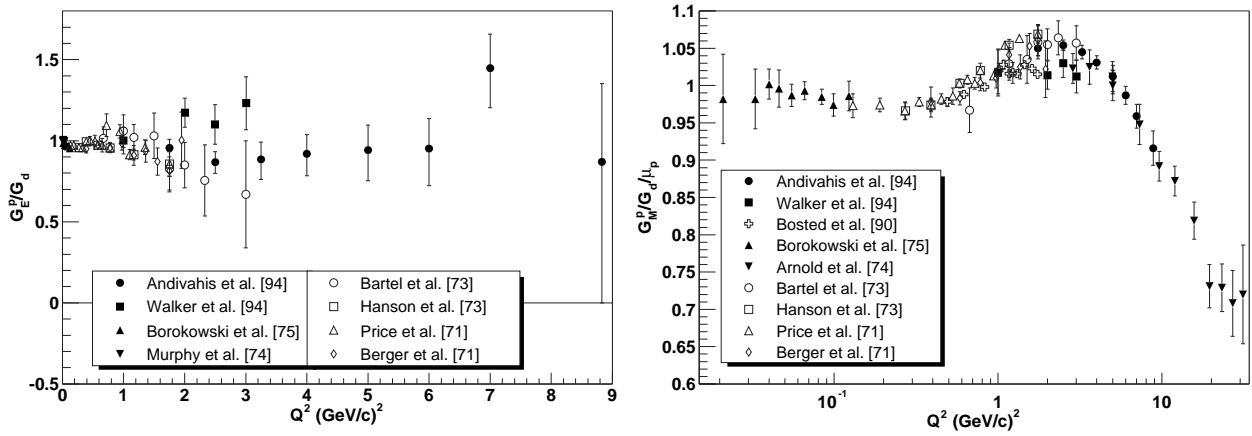 G_E^p/G_d
1.5
1
0.5
0
-0.5
0 1 2 3 4 5 6 7 8 9
Q^2 (GeV/c)^2
Andivahis et al. [94]
Walker et al. [94]
Borokowski et al. [75]
Murphy et al. [74]
Bartel et al. [73]
Hanson et al. [73]
Price et al. [71]
Berger et al. [71]
G_M^p/G_d/μ_p
1.1
1.05
1
0.95
0.9
0.85
0.8
0.75
0.7
0.65
0.6
10^-1 1 10
Q^2 (GeV/c)^2
Andivahis et al. [94]
Walker et al. [94]
Bosted et al. [90]
Borokowski et al. [75]
Arnold et al. [74]
Bartel et al. [73]
Hanson et al. [73]
Price et al. [71]
Berger et al. [71]